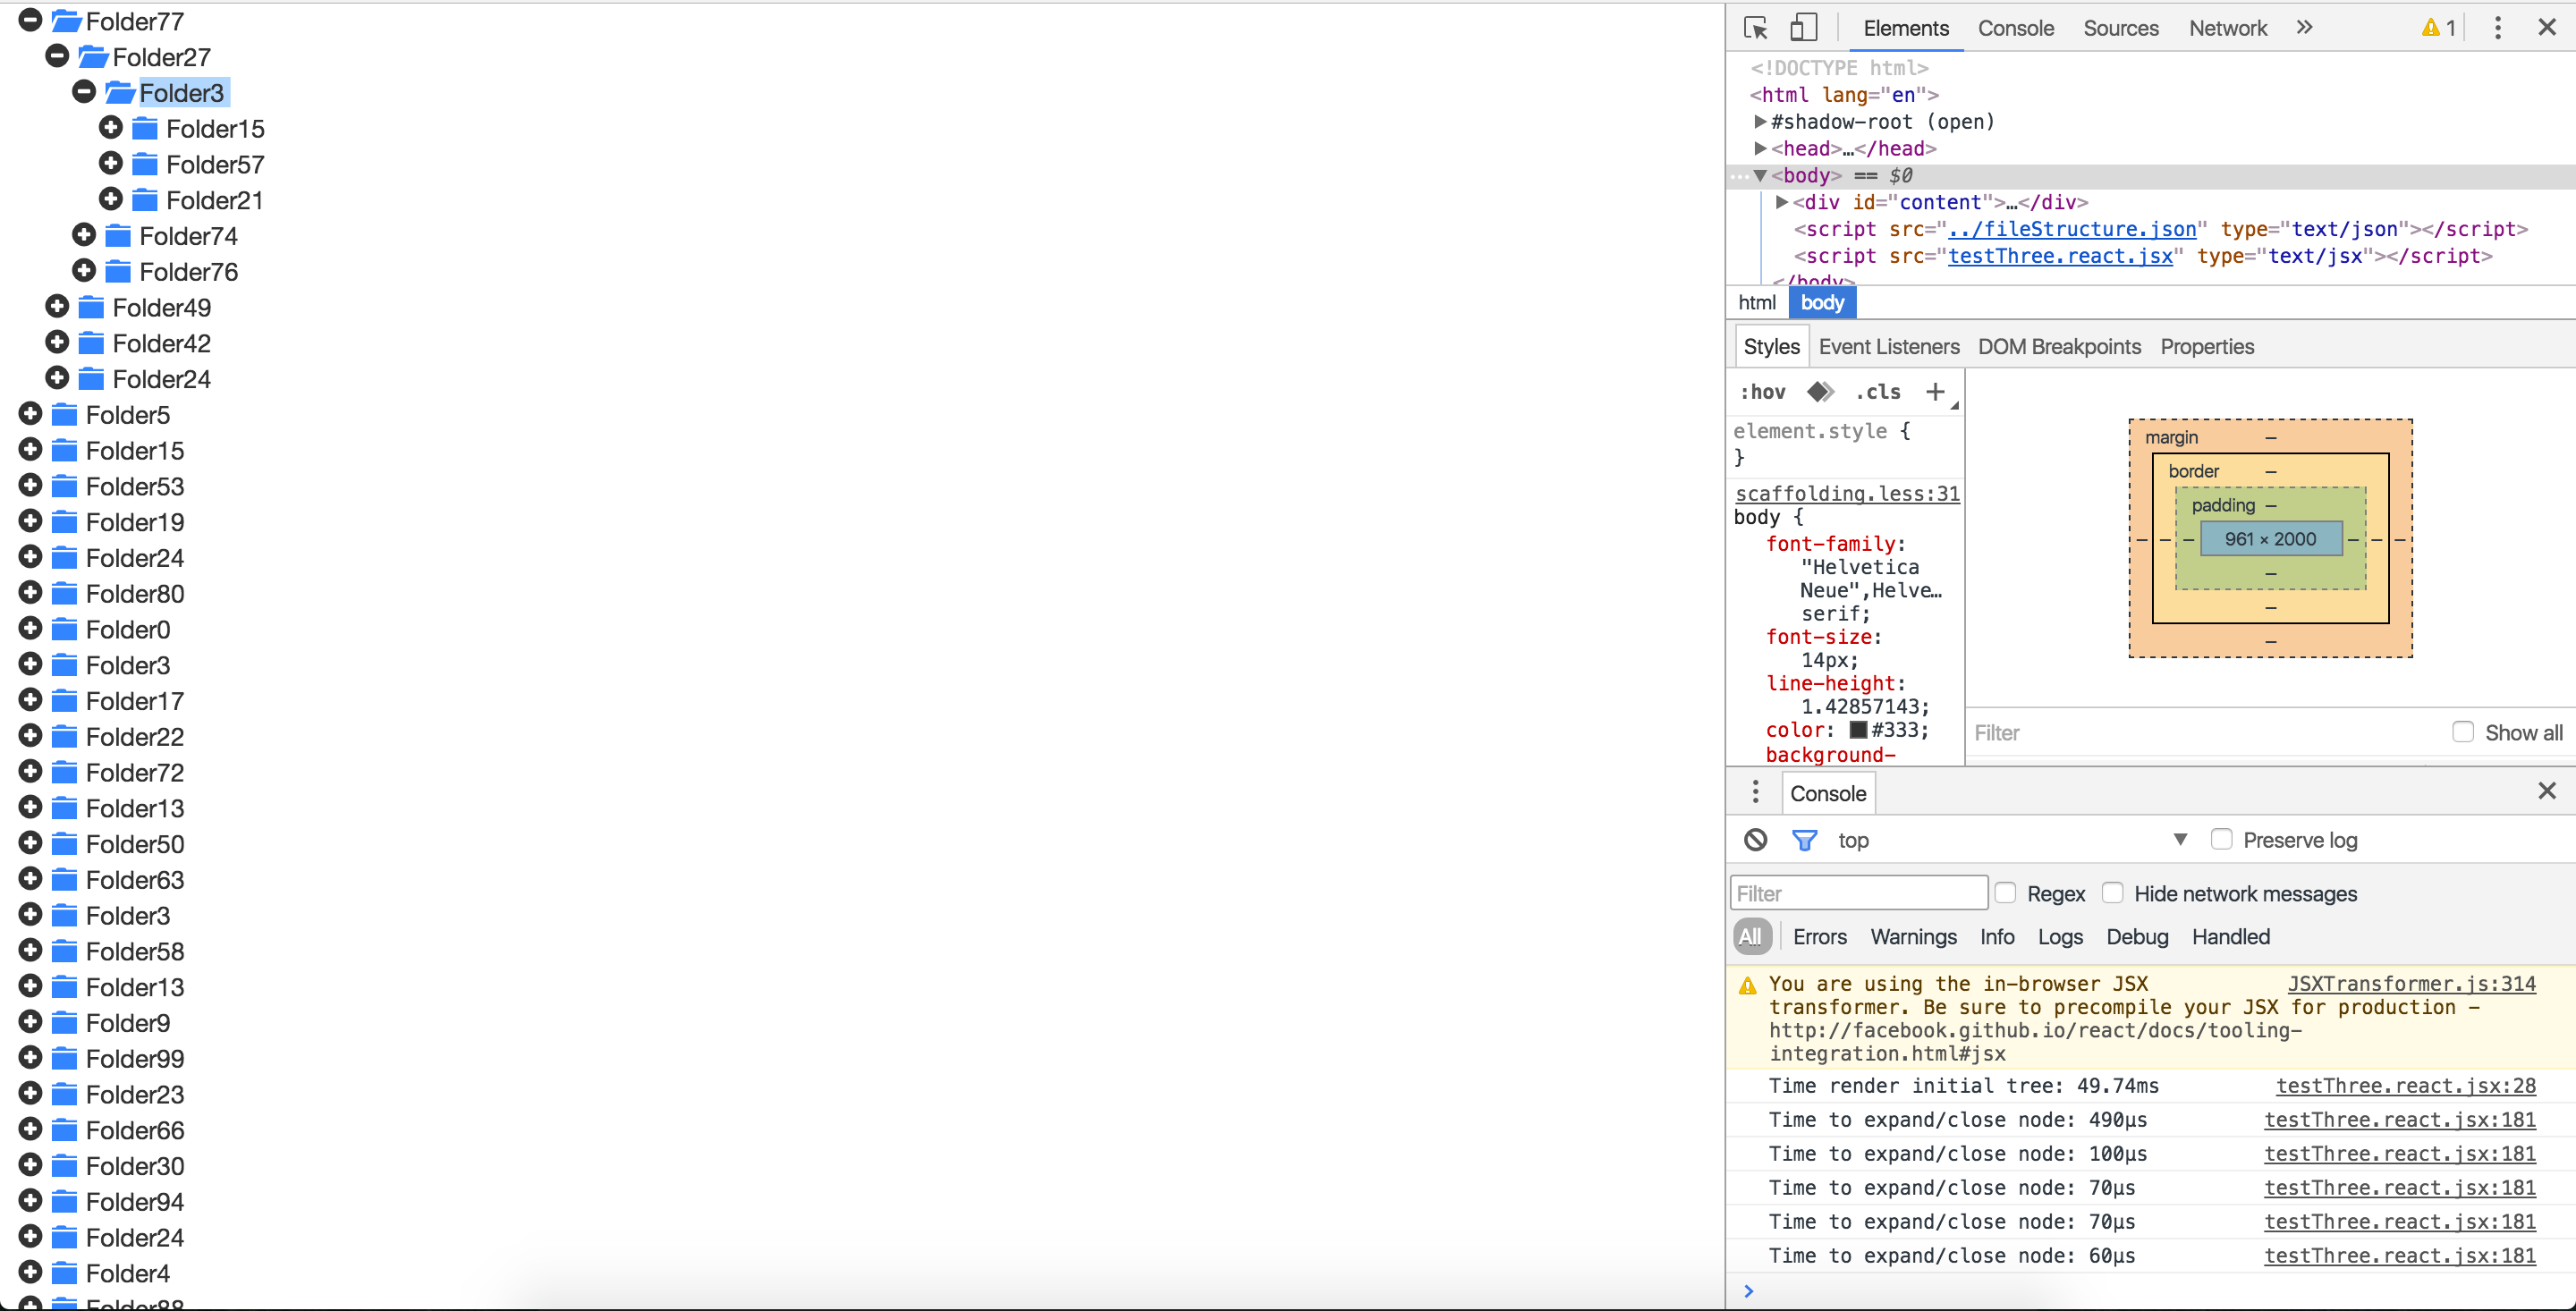 Folder77
Folder27
Folder3
Folder15
Folder57
Folder21
Folder74
Folder76
Folder49
Folder42
Folder24
Folder5
Folder15
Folder53
Folder19
Folder24
Folder80
Folder0
Folder3
Folder17
Folder22
Folder72
Folder13
Folder50
Folder63
Folder3
Folder58
Folder13
Folder9
Folder99
Folder23
Folder66
Folder30
Folder94
Folder24
Folder4
Folder88
Elements Console Sources Network » 1
<!DOCTYPE html>
<html lang="en">
▶#shadow-root (open)
▶<head>…</head>
…▼<body> == $0
▶<div id="content">…</div>
<script src="../fileStructure.json" type="text/json"></script>
<script src="testThree.react.jsx" type="text/jsx"></script>
</body>
html body
Styles Event Listeners DOM Breakpoints Properties
:hov .cls +
element.style {
}
scaffolding.less:31
body {
font-family:
"Helvetica
Neue",Helve…
serif;
font-size:
14px;
line-height:
1.42857143;
color: #333;
background-
margin –
border –
padding –
– – – 961 × 2000 – – –
–
–
–
Filter Show all
Console
top ▼ Preserve log
Filter Regex Hide network messages
All Errors Warnings Info Logs Debug Handled
You are using the in-browser JSX JSXTransformer.js:314
transformer. Be sure to precompile your JSX for production –
http://facebook.github.io/react/docs/tooling-
integration.html#jsx
Time render initial tree: 49.74ms testThree.react.jsx:28
Time to expand/close node: 490µs testThree.react.jsx:181
Time to expand/close node: 100µs testThree.react.jsx:181
Time to expand/close node: 70µs testThree.react.jsx:181
Time to expand/close node: 70µs testThree.react.jsx:181
Time to expand/close node: 60µs testThree.react.jsx:181
>